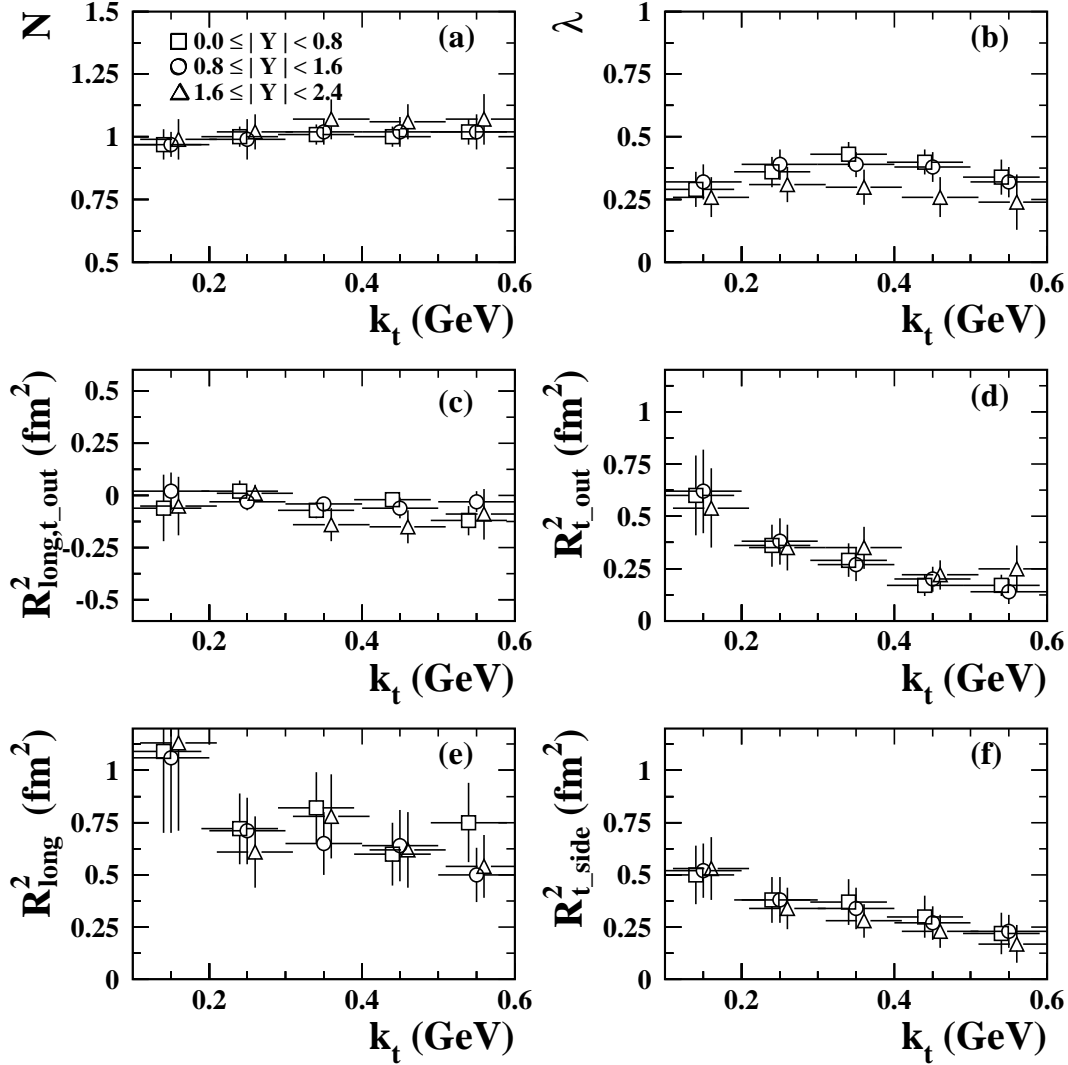 N
1.5
1.25
1
0.75
0.5
(a)
0.0 ≤ | Y | < 0.8
0.8 ≤ | Y | < 1.6
1.6 ≤ | Y | < 2.4
0.2 0.4 0.6
k_t (GeV)
λ
1
0.75
0.5
0.25
0
(b)
0.2 0.4 0.6
k_t (GeV)
R²_long,t_out (fm²)
0.5
0.25
0
-0.25
-0.5
(c)
0.2 0.4 0.6
k_t (GeV)
R²_t_out (fm²)
1
0.75
0.5
0.25
0
(d)
0.2 0.4 0.6
k_t (GeV)
R²_long (fm²)
1
0.75
0.5
0.25
0
(e)
0.2 0.4 0.6
k_t (GeV)
R²_t_side (fm²)
1
0.75
0.5
0.25
0
(f)
0.2 0.4 0.6
k_t (GeV)